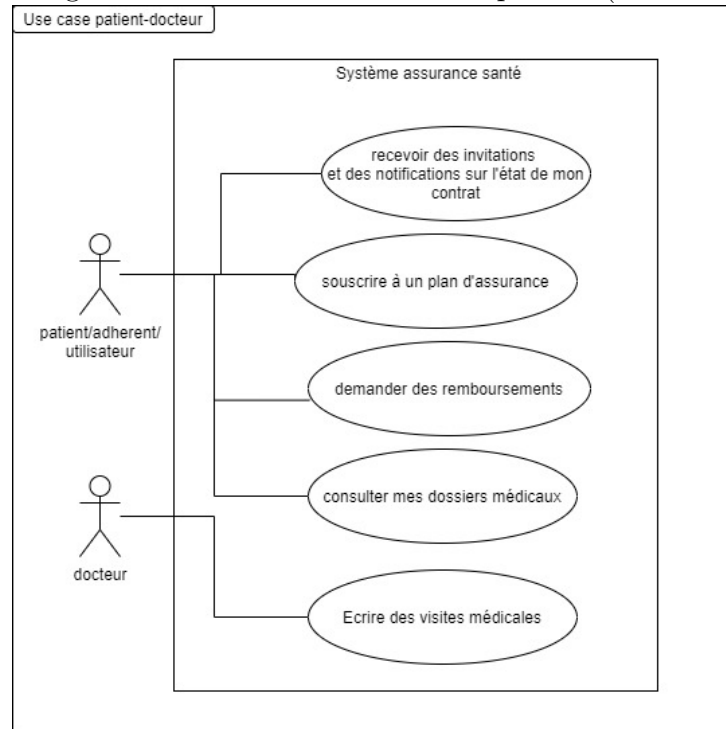 Use case patient-docteur
Système assurance santé
recevoir des invitations
et des notifications sur l'état de mon
contrat
souscrire à un plan d'assurance
patient/adherent/
utilisateur
demander des remboursements
consulter mes dossiers médicaux
docteur
Ecrire des visites médicales